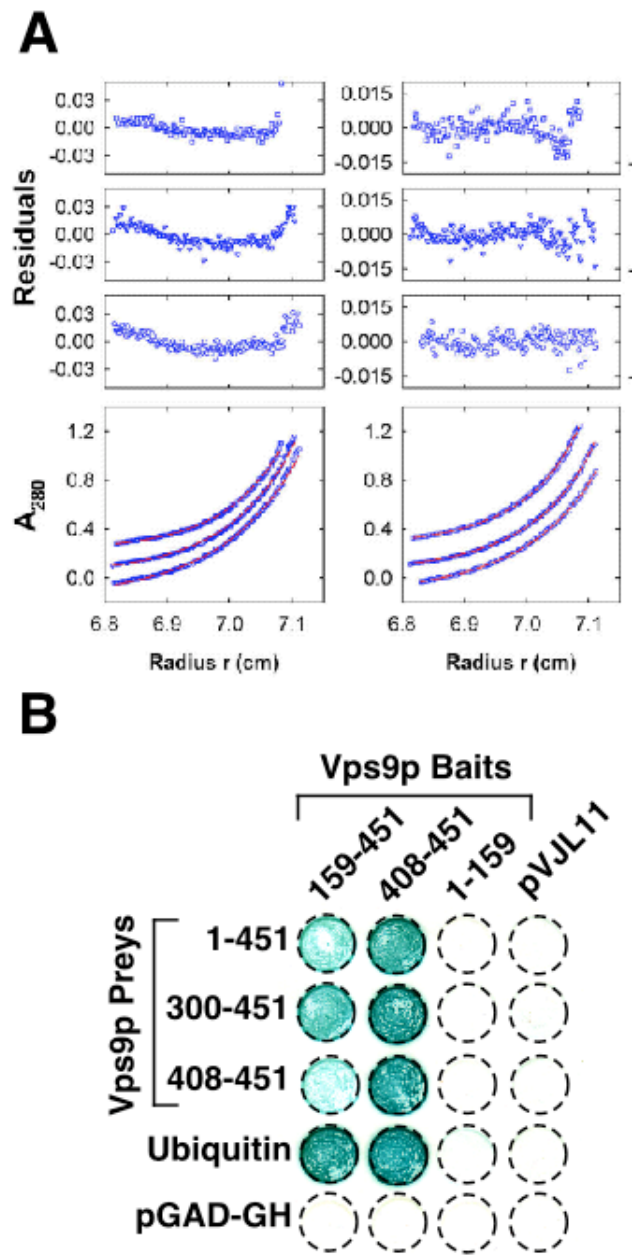 A
0.03
0.00
-0.03
0.015
0.000
-0.015
0.03
0.00
-0.03
0.015
0.000
-0.015
0.03
0.00
-0.03
0.015
0.000
-0.015
Residuals
1.2
0.8
0.4
0.0
A280
6.8 6.9 7.0 7.1
Radius r (cm)
1.2
0.8
0.4
0.0
6.8 6.9 7.0 7.1
Radius r (cm)
B
Vps9p Baits
159-451
408-451
1-159
pVJL11
Vps9p Preys
1-451
300-451
408-451
Ubiquitin
pGAD-GH